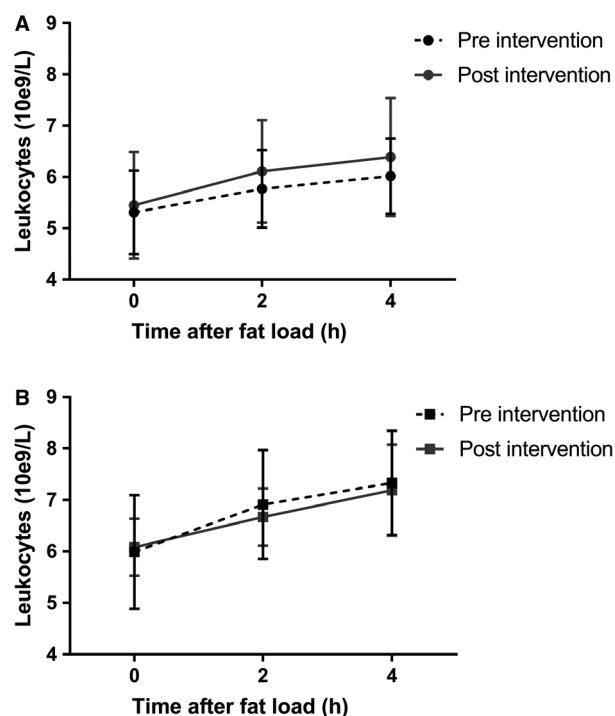 A
Leukocytes (10e9/L)
9
8
7
6
5
4
0
2
4
Time after fat load (h)
Pre intervention
Post intervention
B
Leukocytes (10e9/L)
9
8
7
6
5
4
0
2
4
Time after fat load (h)
Pre intervention
Post intervention